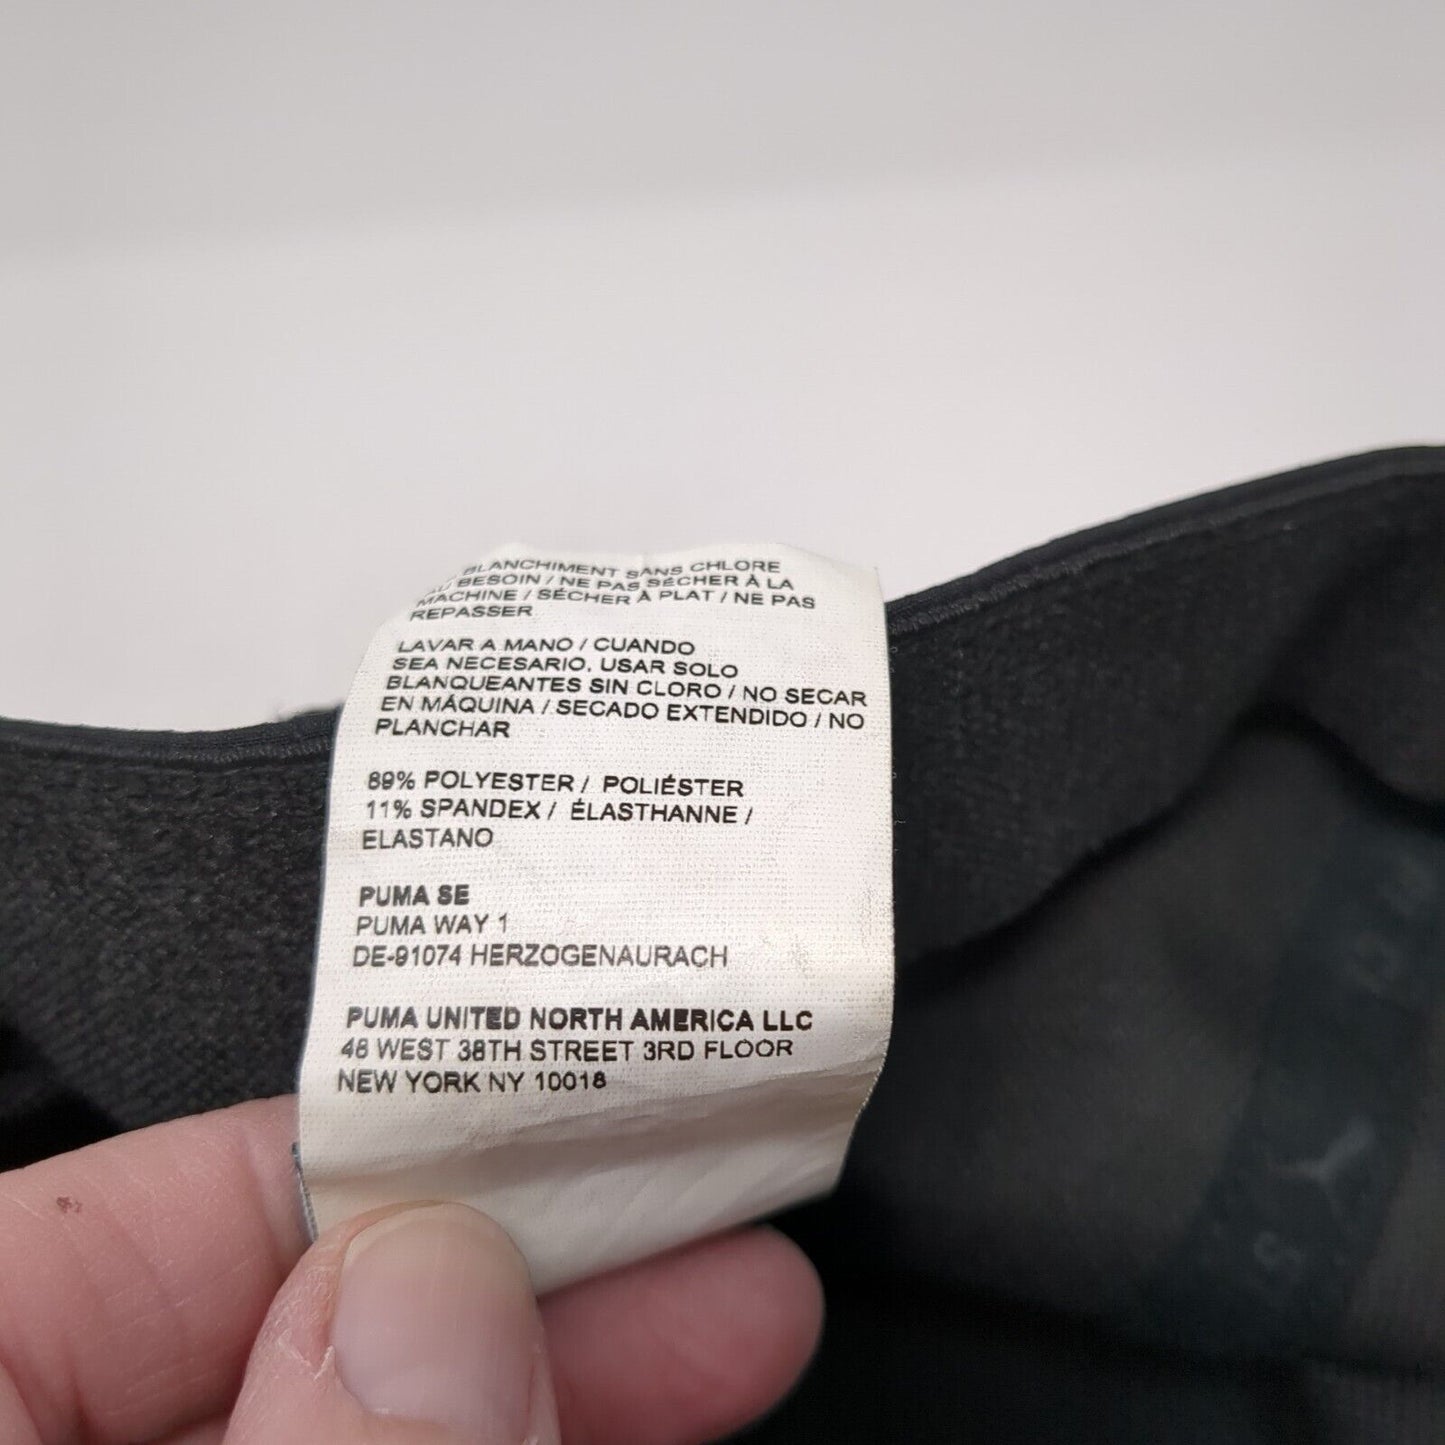 BLANCHIMENT SANS CHLORE
AU BESOIN / NE PAS SÉCHER À LA
MACHINE / SÉCHER À PLAT / NE PAS
REPASSER
LAVAR A MANO / CUANDO
SEA NECESARIO, USAR SOLO
BLANQUEANTES SIN CLORO / NO SECAR
EN MÁQUINA / SECADO EXTENDIDO / NO
PLANCHAR
89% POLYESTER / POLIÉSTER
11% SPANDEX / ÉLASTHANNE /
ELASTANO
PUMA SE
PUMA WAY 1
DE-91074 HERZOGENAURACH
PUMA UNITED NORTH AMERICA LLC
48 WEST 38TH STREET 3RD FLOOR
NEW YORK NY 10018